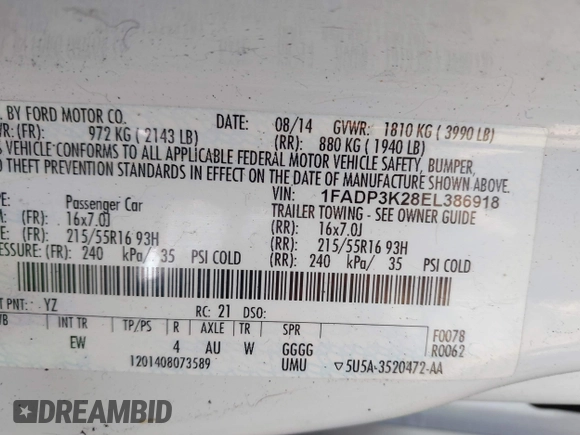 . BY FORD MOTOR CO. DATE: 08/14 GVWR: 1810 KG ( 3990 LB)
WR: (FR): 972 KG ( 2143 LB) (RR): 880 KG ( 1940 LB)
VEHICLE CONFORMS TO ALL APPLICABLE FEDERAL MOTOR VEHICLE SAFETY, BUMPER,
THEFT PREVENTION STANDARDS IN EFFECT ON THE DATE OF MANUFACTURE SHOWN ABOVE.
VIN: 1FADP3K28EL386918
PE: Passenger Car TRAILER TOWING - SEE OWNER GUIDE
(FR): 16x7.0J (RR): 16x7.0J
(FR): 215/55R16 93H (RR): 215/55R16 93H
ESSURE: (FR): 240 kPa/ 35 PSI COLD (RR): 240 kPa/ 35 PSI COLD
T PNT: YZ RC: 21 DSO:
WB INT TR TP/PS R AXLE TR SPR F0078
EW 4 AU W GGGG R0062
1201408073589 UMU ▽5U5A-3520472-AA
DREAMBID